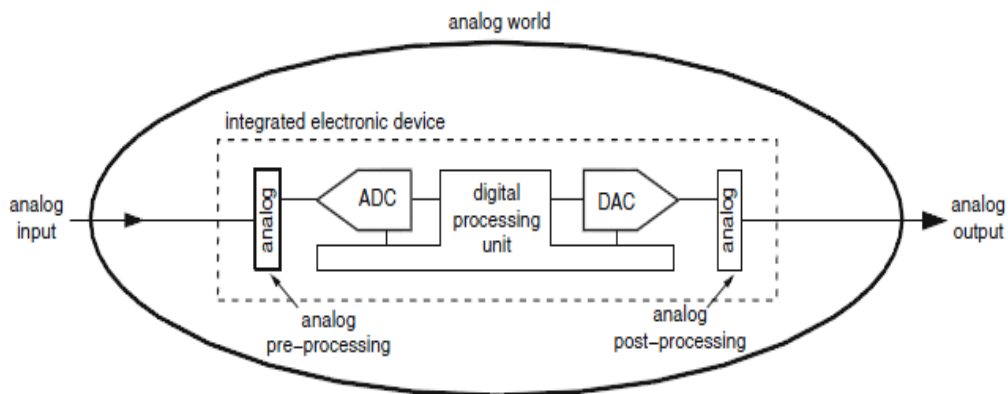 analog world
integrated electronic device
analog
input
analog
ADC
digital
processing
unit
DAC
analog
analog
output
analog
pre–processing
analog
post–processing